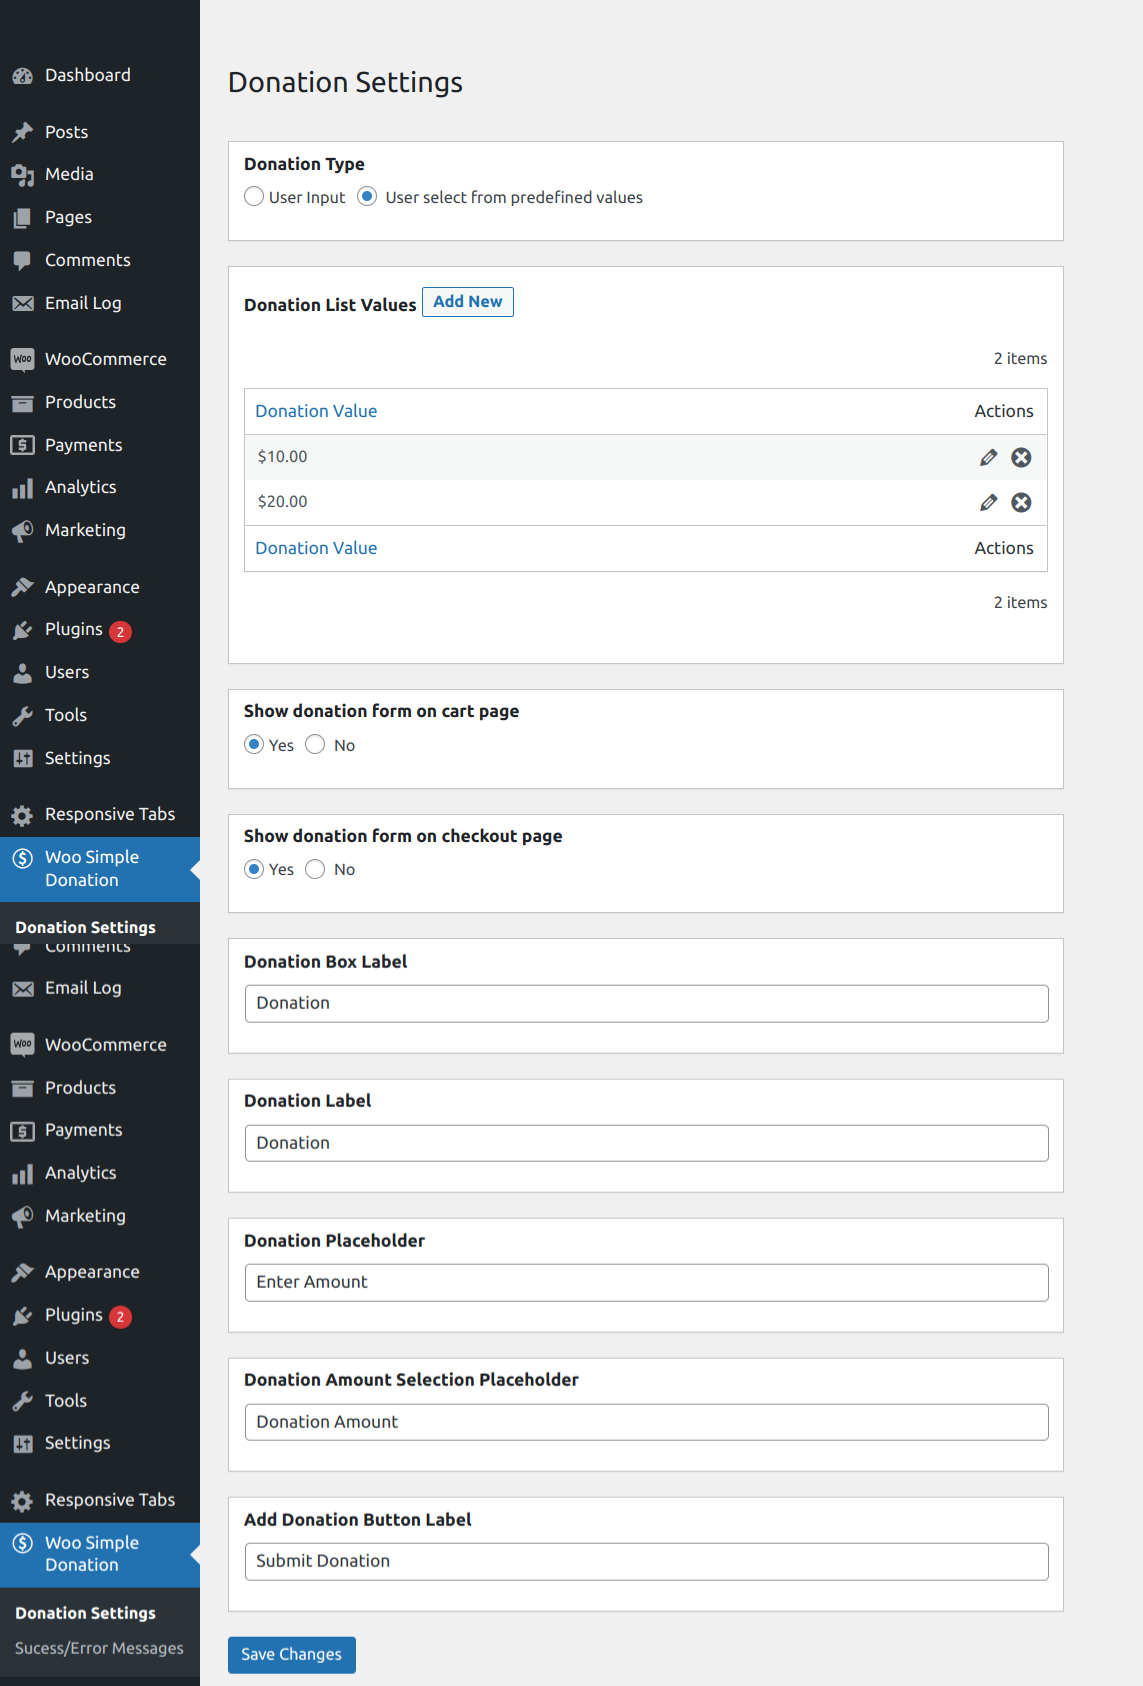 Dashboard
Posts
Media
Pages
Comments
Email Log
WOO WooCommerce
Products
Payments
Analytics
Marketing
Appearance
Plugins 2
Users
Tools
Settings
Responsive Tabs
Woo Simple
Donation
Donation Settings
Comments
Email Log
WOO WooCommerce
Products
Payments
Analytics
Marketing
Appearance
Plugins 2
Users
Tools
Settings
Responsive Tabs
Woo Simple
Donation
Donation Settings
Sucess/Error Messages
Donation Settings
Donation Type
User Input User select from predefined values
Donation List Values Add New
2 items
Donation Value Actions
$10.00
$20.00
Donation Value Actions
2 items
Show donation form on cart page
Yes No
Show donation form on checkout page
Yes No
Donation Box Label
Donation
Donation Label
Donation
Donation Placeholder
Enter Amount
Donation Amount Selection Placeholder
Donation Amount
Add Donation Button Label
Submit Donation
Save Changes